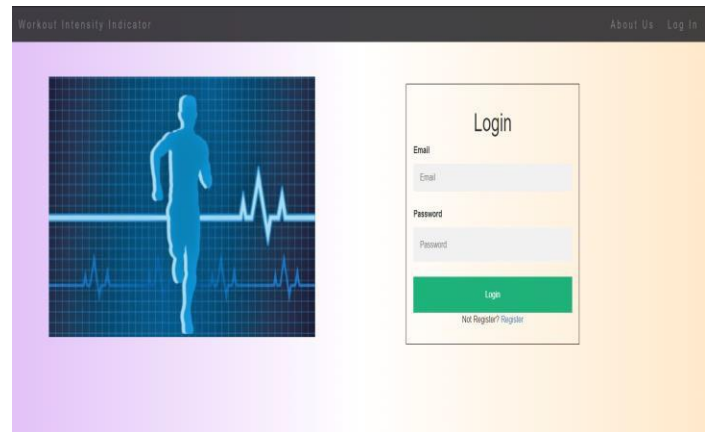 Workout Intensity Indicator
About Us Log In
Login
Email
Email
Password
Password
Login
Not Register? Register